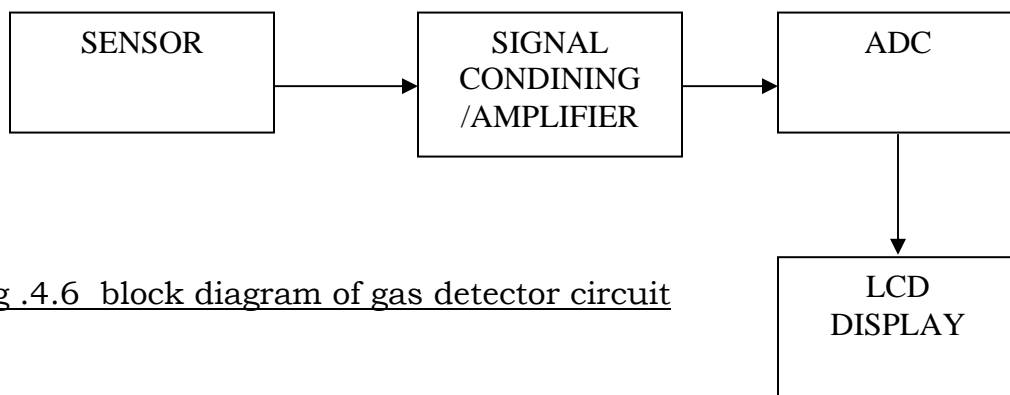 SENSOR
SIGNAL
CONDINING
/AMPLIFIER
ADC
g .4.6 block diagram of gas detector circuit
LCD
DISPLAY